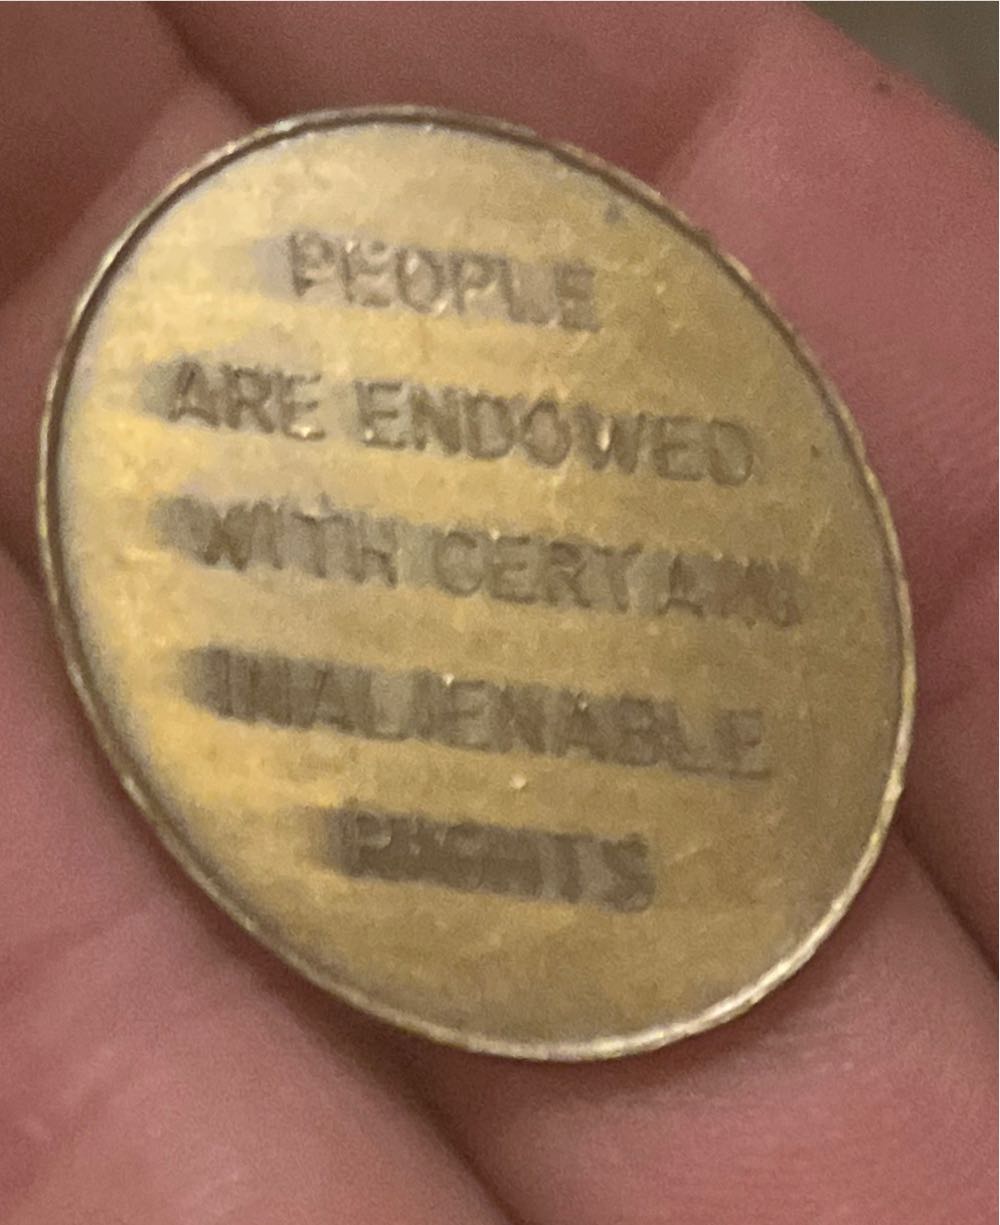 PEOPLE
ARE ENDOWED
WITH CERTAIN
INALIENABLE
RIGHTS